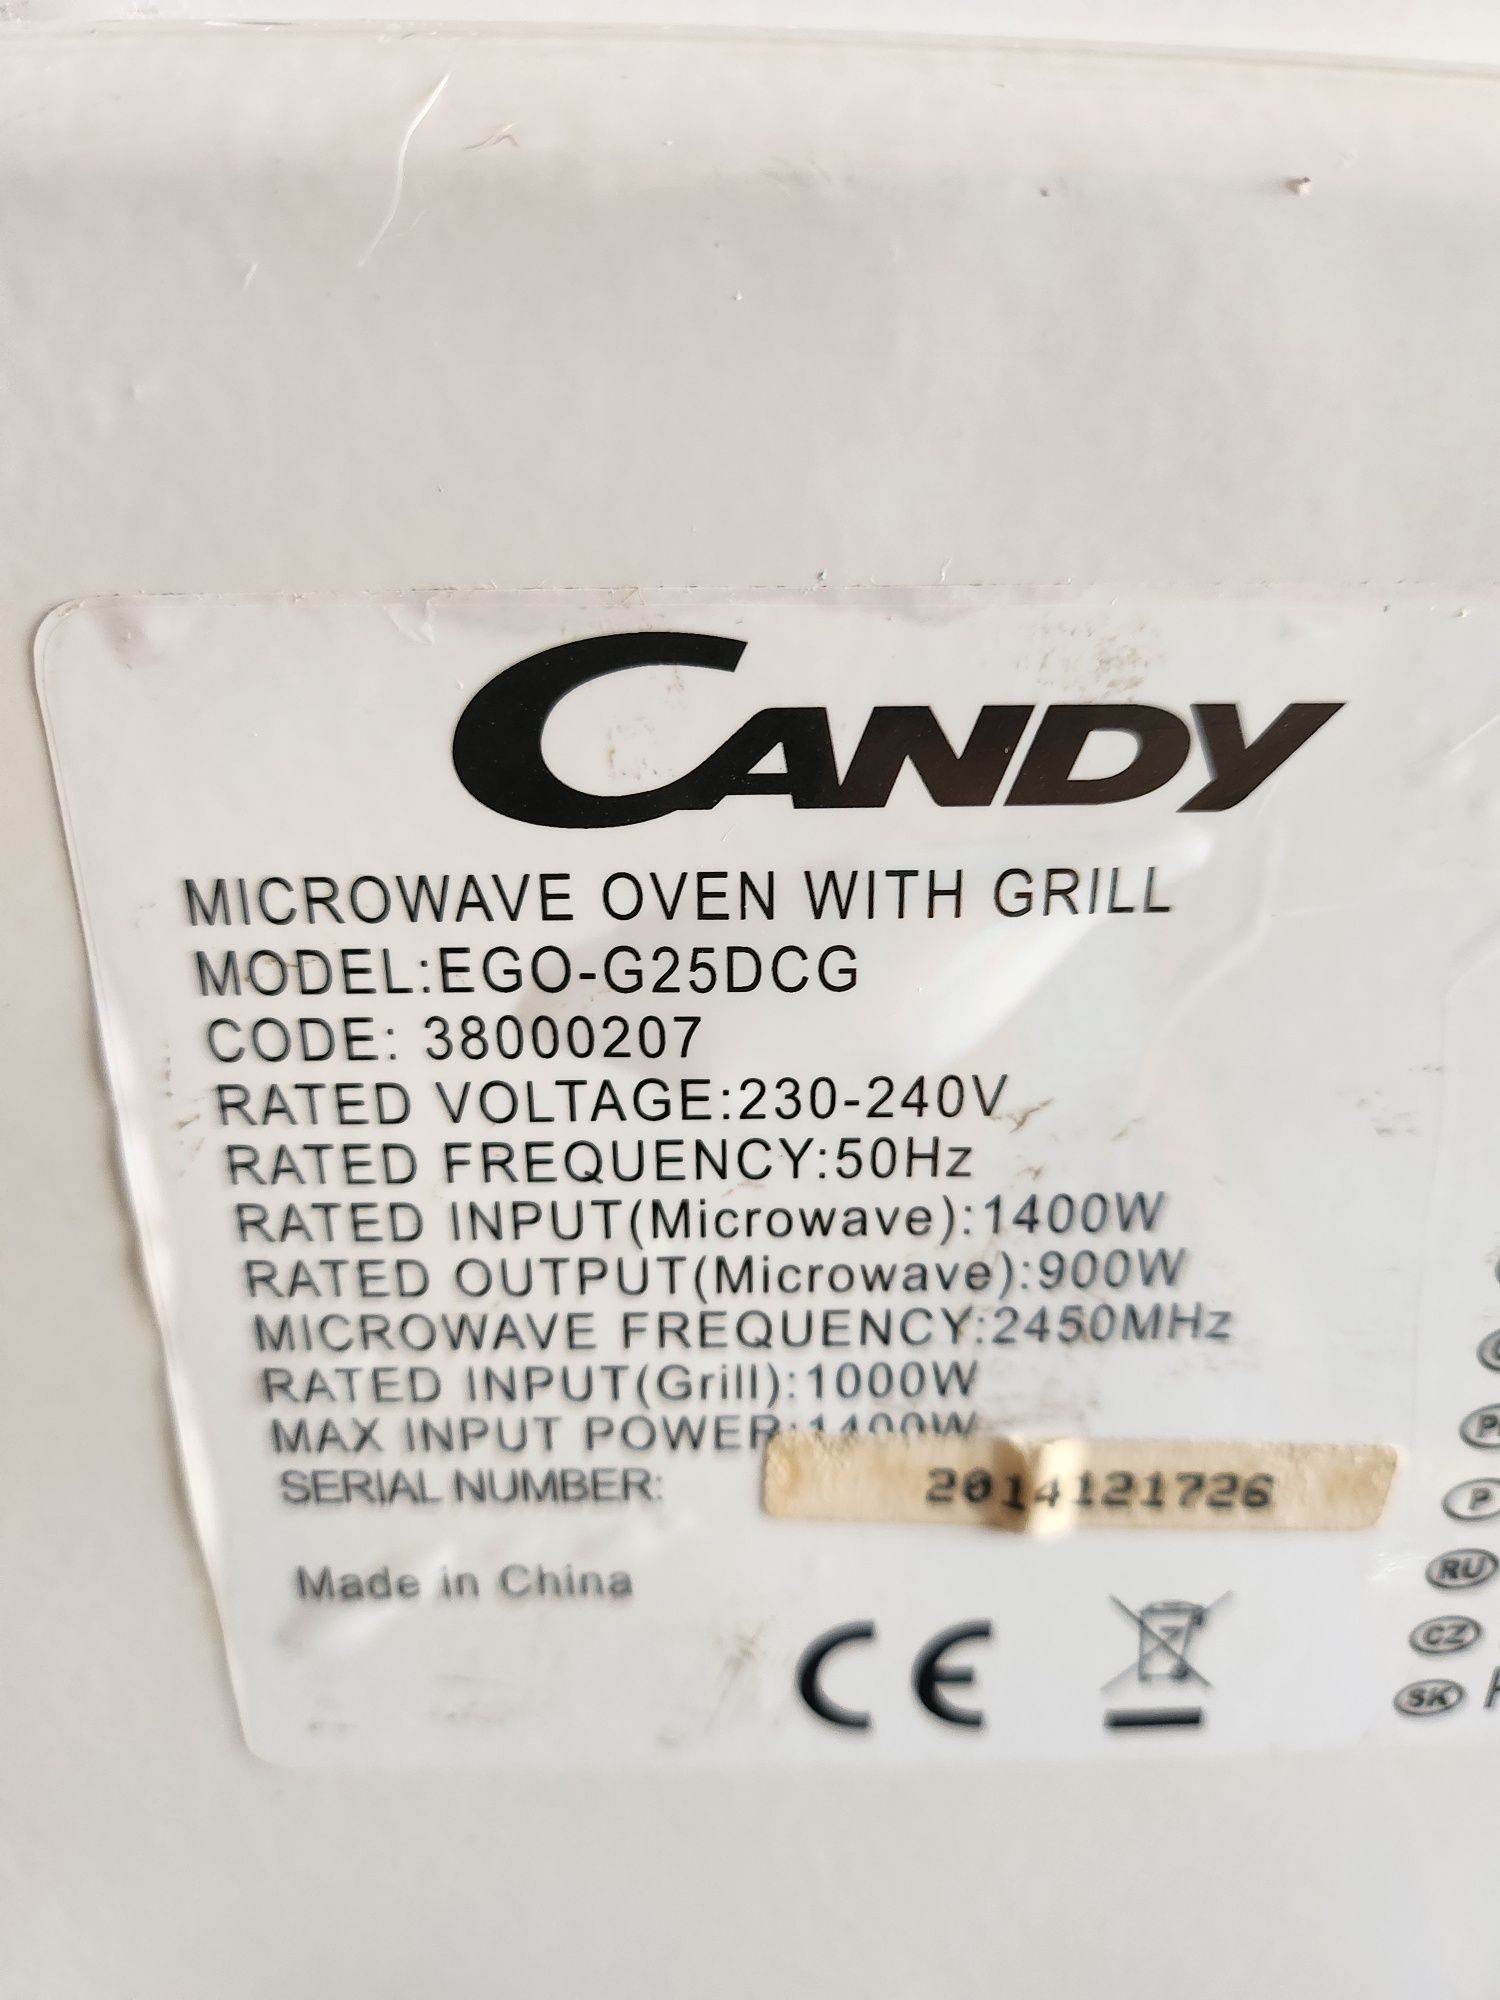 CANDY
MICROWAVE OVEN WITH GRILL
MODEL:EGO-G25DCG
CODE: 38000207
RATED VOLTAGE:230-240V
RATED FREQUENCY:50Hz
RATED INPUT(Microwave):1400W
RATED OUTPUT(Microwave):900W
MICROWAVE FREQUENCY:2450MHz
RATED INPUT(Grill):1000W
MAX INPUT POWER:1400W
SERIAL NUMBER: 2014121726
Made in China
CE
P
RU
CZ
SK